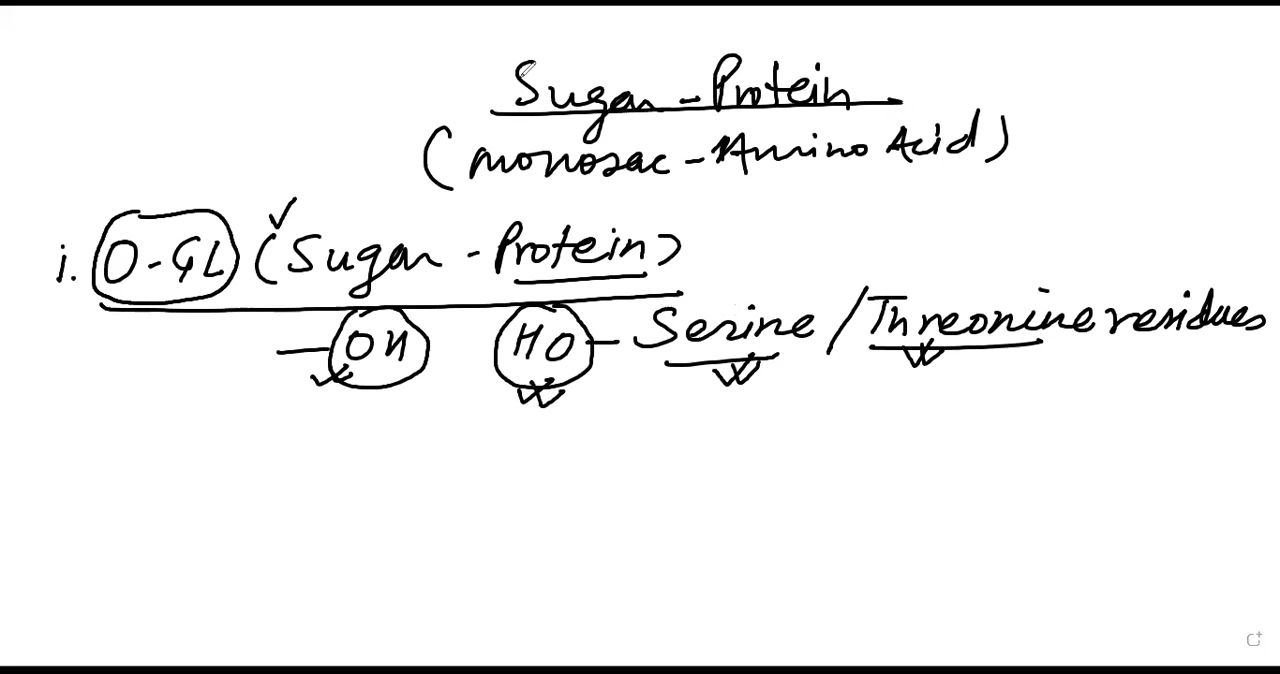 Sugar - Protein
(monosac - Amino Acid)
i. O-GL (Sugar - Protein)
-OH HO- Serine / Threonine residues